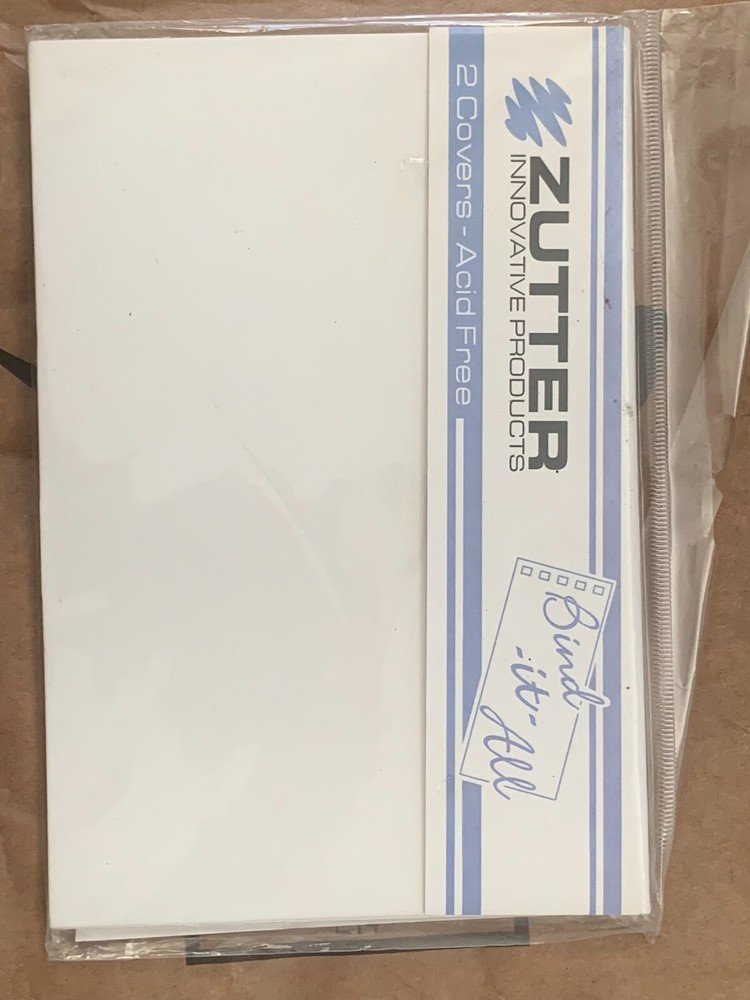 ZUTTER
INNOVATIVE PRODUCTS
2 Covers - Acid Free
Bind
-it-
All